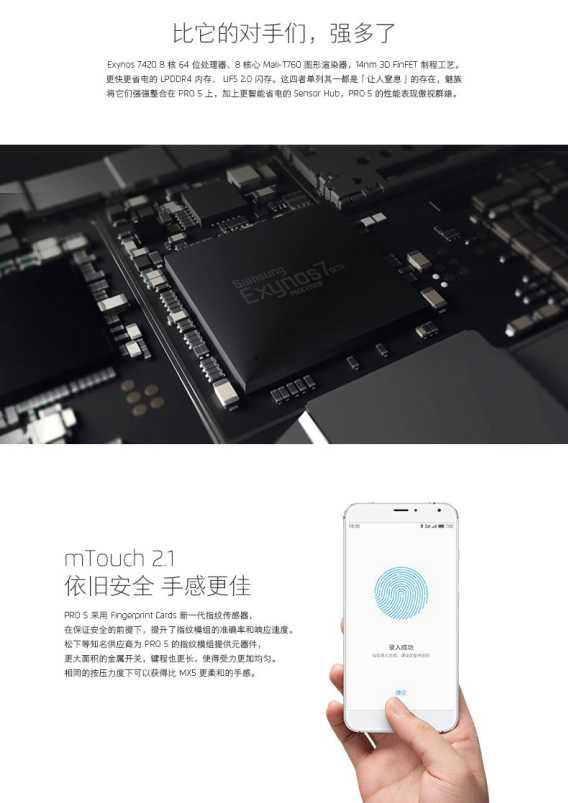 比它的对手们，强多了
Exynos 7420 8 核 64 位处理器、8 核心 Mali-T760 图形渲染器，14nm 3D FinFET 制程工艺，
更快更省电的 LPDDR4 内存、 UFS 2.0 闪存。这四者单列其一都是「让人窒息」的存在，魅族
将它们强强整合在 PRO 5 上，加上更智能省电的 Sensor Hub，PRO 5 的性能表现傲视群雄。
Samsung
Exynos7 Octa
PROCESSOR
mTouch 2.1
依旧安全 手感更佳
PRO 5 采用 Fingerprint Cards 新一代指纹传感器，
在保证安全的前提下，提升了指纹模组的准确率和响应速度。
松下等知名供应商为 PRO 5 的指纹模组提供元器件，
更大面积的金属开关，键程也更长，使得受力更加均匀。
相同的按压力度下可以获得比 MX5 更柔和的手感。
录入成功
确定